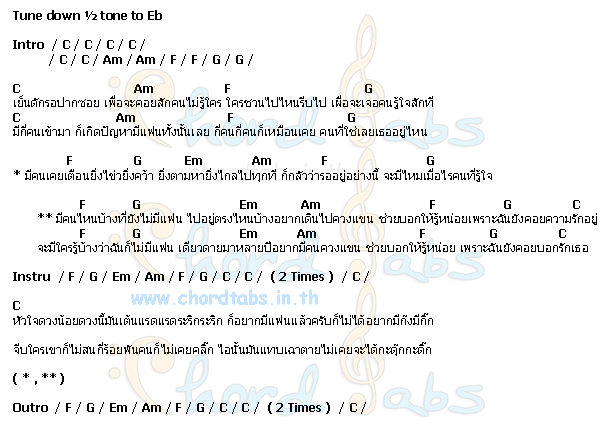 Tune down ½ tone to Eb
Intro / C / C / C / C /
/ C / C / Am / Am / F / F / G / G /
C Am F G
เย็นดักรอปากซอย เพื่อจะคอยสักคนไม่รู้ใคร ใครชวนไปไหนรีบไป เผื่อจะเจอคนรู้ใจสักที
C Am F G
มีกี่คนเข้ามา ก็เกิดปัญหามีแฟนทั้งนั้นเลย กี่คนกี่คนก็เหมือนเคย คนที่ใช่เลยเธออยู่ไหน
F G Em Am F G
* มีคนเคยเตือนยิ่งไขว่ยิ่งคว้า ยิ่งตามหายิ่งไกลไปทุกที ก็กลัวว่ารออยู่อย่างนี้ จะมีไหมเมื่อไรคนที่รู้ใจ
F G Em Am F G C
** มีคนไหนบ้างที่ยังไม่มีแฟน ไปอยู่ตรงไหนบ้างอยากเดินไปควงแขน ช่วยบอกให้รู้หน่อยเพราะฉันยังคอยความรักอยู่
F G Em Am F G C
จะมีใครรู้บ้างว่าฉันก็ไม่มีแฟน เดียวดายมาหลายปีอยากมีคนควงแขน ช่วยบอกให้รู้หน่อย เพราะฉันยังคอยบอกรักเธอ
Instru / F / G / Em / Am / F / G / C / C / ( 2 Times ) / C /
www.chordtabs.in.th
C
หัวใจดวงน้อยดวงนี้มันเต้นแรดแรดระริกระริก ก็อยากมีแฟนแล้วครับก็ไม่ได้อยากมีกังมีกิ๊ก
จีบใครเขาก็ไม่สนกี่ร้อยพันคนก็ไม่เคยคลิ๊ก ไอนั้นมันแทบเฉาตายไม่เคยจะได้กะดุ๊กกะดิ๊ก
( * , ** )
Outro / F / G / Em / Am / F / G / C / C / ( 2 Times ) / C /